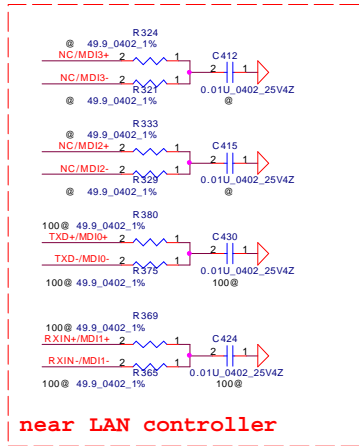 R324
@ 49.9_0402_1%
NC/MDI3+ 2 1
C412
2 1
NC/MDI3- 2 1
R321
0.01U_0402_25V4Z
@ 49.9_0402_1%
@
R333
@ 49.9_0402_1%
NC/MDI2+ 2 1
C415
2 1
NC/MDI2- 2 1
R329
0.01U_0402_25V4Z
@ 49.9_0402_1%
@
R380
100@ 49.9_0402_1%
TXD+/MDI0+ 2 1
C430
2 1
TXD-/MDI0- 2 1
R375
0.01U_0402_25V4Z
100@ 49.9_0402_1%
100@
R369
100@ 49.9_0402_1%
RXIN+/MDI1+ 2 1
C424
2 1
RXIN-/MDI1- 2 1
R365
0.01U_0402_25V4Z
100@ 49.9_0402_1%
100@
near LAN controller